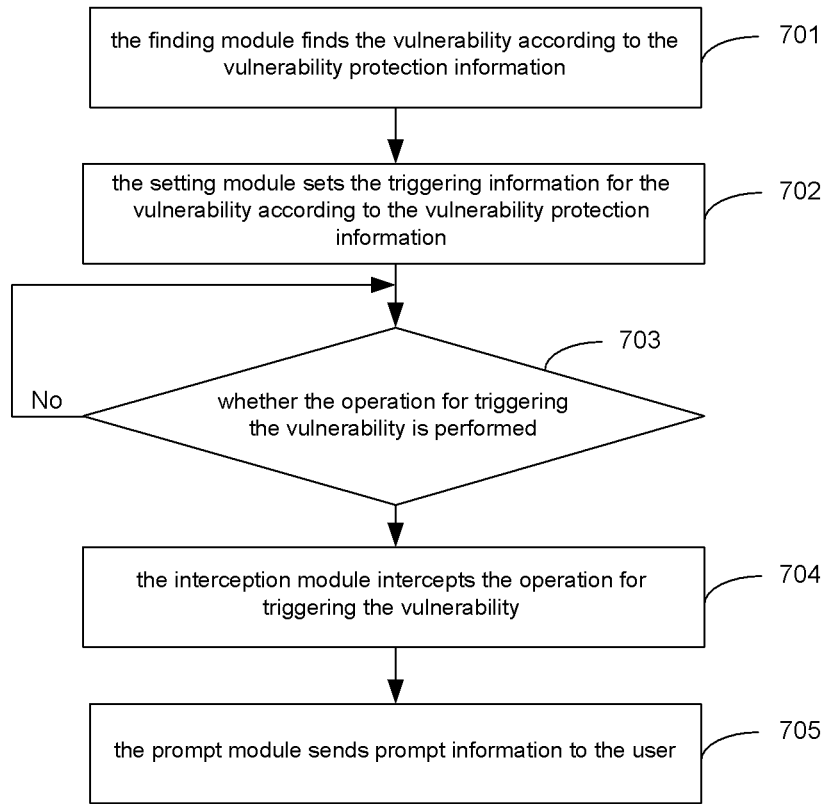 the finding module finds the vulnerability according to the
vulnerability protection information
701
the setting module sets the triggering information for the
vulnerability according to the vulnerability protection
information
702
703
whether the operation for triggering
the vulnerability is performed
No
the interception module intercepts the operation for
triggering the vulnerability
704
the prompt module sends prompt information to the user
705